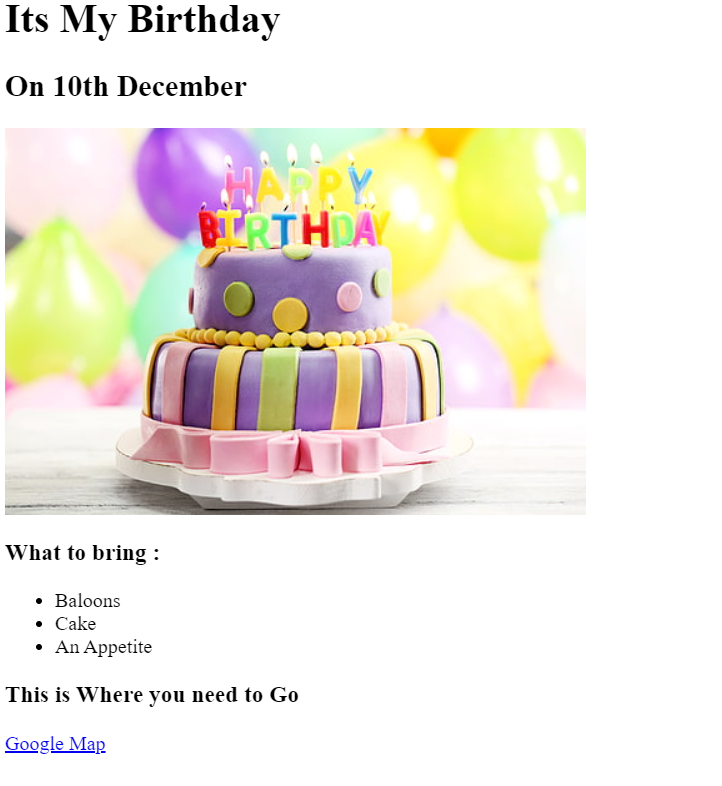 Its My Birthday
On 10th December
HAPPY
BIRTHDAY
What to bring :
Baloons
Cake
An Appetite
This is Where you need to Go
Google Map